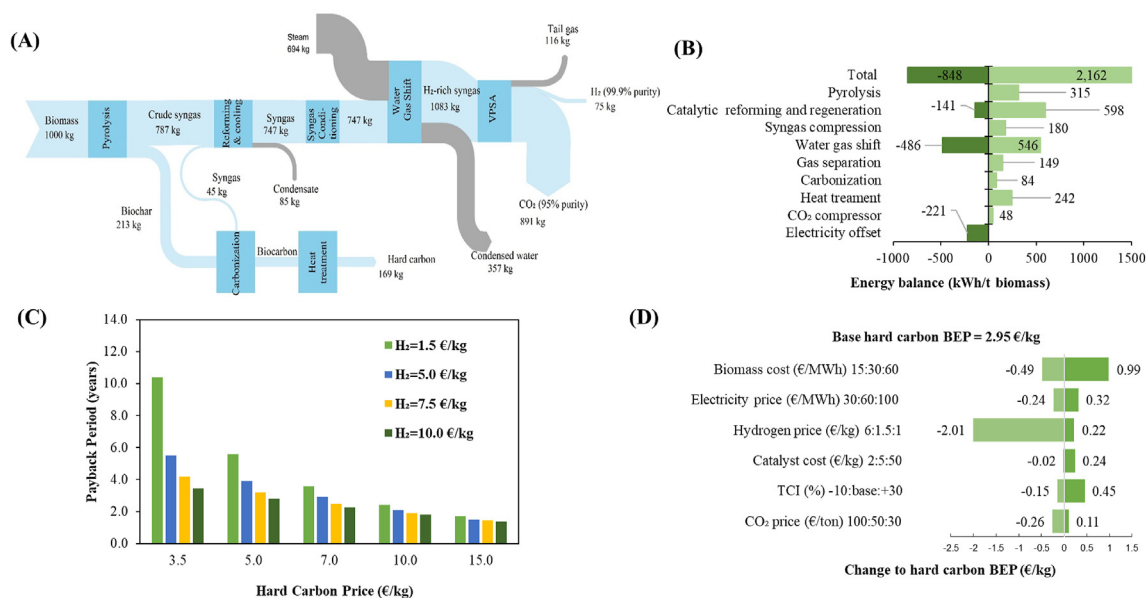 (A)
Steam
694 kg
Tail gas
116 kg
H₂ (99.9% purity)
75 kg
Biomass
1000 kg
Pyrolysis
Crude syngas
787 kg
Reforming
& cooling
Syngas
747 kg
Syngas
Condi-
tioning
747 kg
Water
Gas Shift
H₂-rich syngas
1083 kg
VPSA
Syngas
45 kg
Condensate
85 kg
CO₂ (95% purity)
891 kg
Biochar
213 kg
Carbonization
Biocarbon
Heat
treatment
Hard carbon
169 kg
Condensed water
357 kg
(B)
Total
-848
2,162
Pyrolysis
315
Catalytic reforming and regeneration
-141
598
Syngas compression
180
Water gas shift
-486
546
Gas separation
149
Carbonization
84
Heat treament
242
CO₂ compressor
48
Electricity offset
-221
-1000 -500 0 500 1000 1500
Energy balance (kWh/t biomass)
(C)
Payback Period (years)
14.0
12.0
10.0
8.0
6.0
4.0
2.0
0.0
H₂=1.5 €/kg
H₂=5.0 €/kg
H₂=7.5 €/kg
H₂=10.0 €/kg
3.5 5.0 7.0 10.0 15.0
Hard Carbon Price (€/kg)
(D)
Base hard carbon BEP = 2.95 €/kg
Biomass cost (€/MWh) 15:30:60 -0.49 0.99
Electricity price (€/MWh) 30:60:100 -0.24 0.32
Hydrogen price (€/kg) 6:1.5:1 -2.01 0.22
Catalyst cost (€/kg) 2:5:50 -0.02 0.24
TCI (%) -10:base:+30 -0.15 0.45
CO₂ price (€/ton) 100:50:30 -0.26 0.11
-2.5 -2 -1.5 -1 -0.5 0 0.5 1 1.5
Change to hard carbon BEP (€/kg)